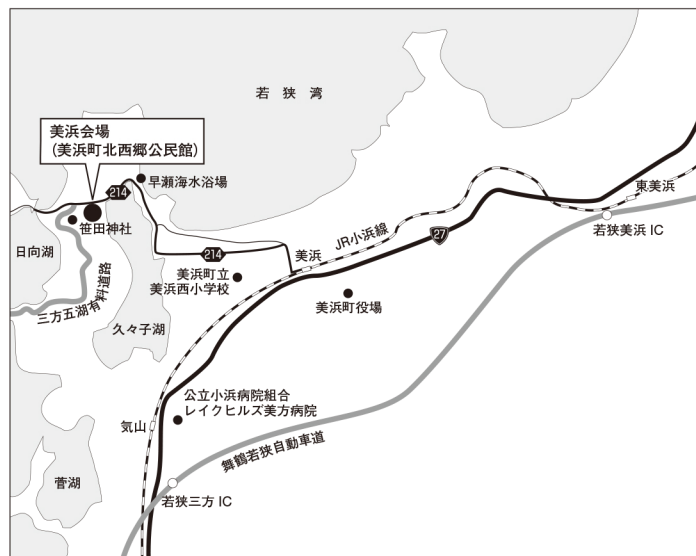 若狭湾
美浜会場
(美浜町北西郷公民館)
214
早瀬海水浴場
笹田神社
日向湖
三方五湖有料道路
久々子湖
214
美浜町立
美浜西小学校
美浜
JR小浜線
27
東美浜
若狭美浜 IC
美浜町役場
公立小浜病院組合
レイクヒルズ美方病院
気山
舞鶴若狭自動車道
菅湖
若狭三方 IC